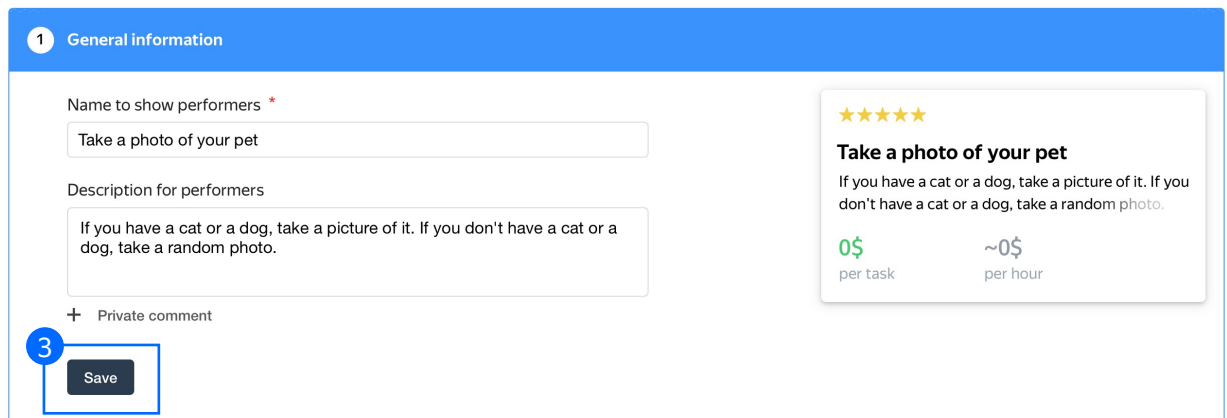 1 General information
Name to show performers *
Take a photo of your pet
Description for performers
If you have a cat or a dog, take a picture of it. If you don't have a cat or a
dog, take a random photo.
+ Private comment
3
Save
Take a photo of your pet
If you have a cat or a dog, take a picture of it. If you
don't have a cat or a dog, take a random photo.
0$ ~0$
per task per hour